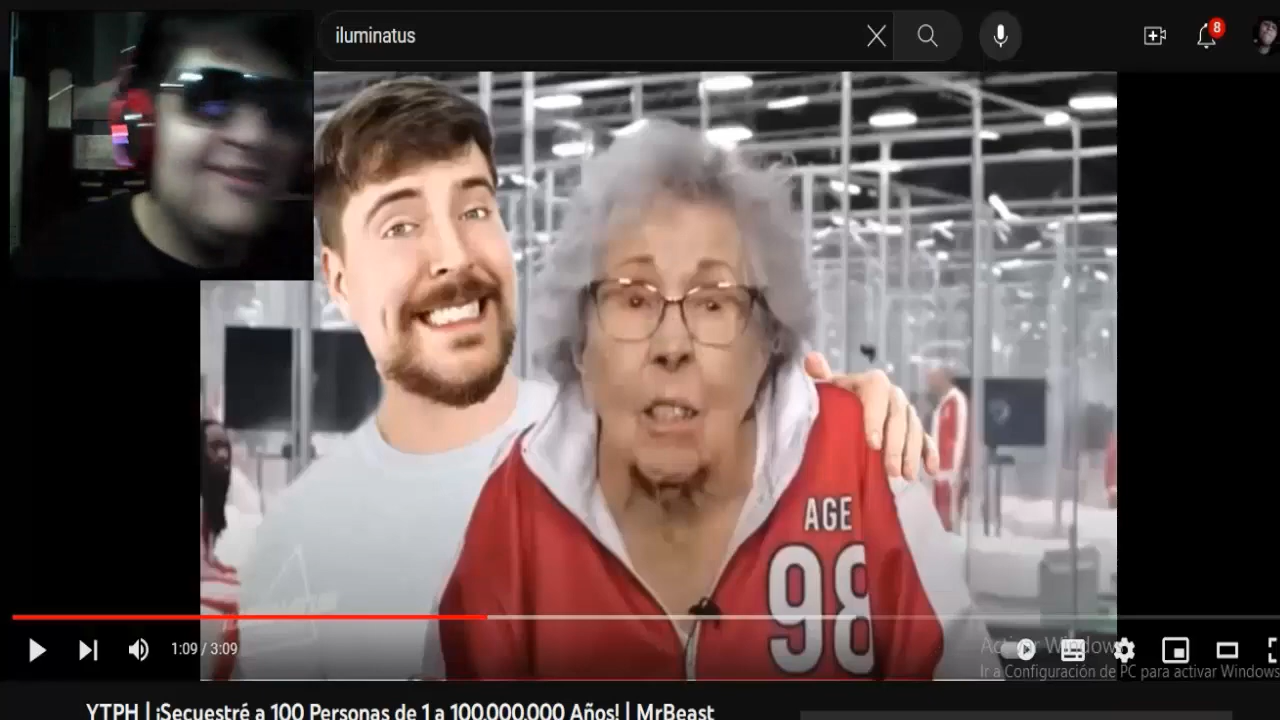 iluminatus
8
AGE
98
1:09 / 3:09
Activar Windows
Ir a Configuración de PC para activar Windows
YTPH | ¡Secuestré a 100 Personas de 1 a 100.000.000 Años! | MrBeast